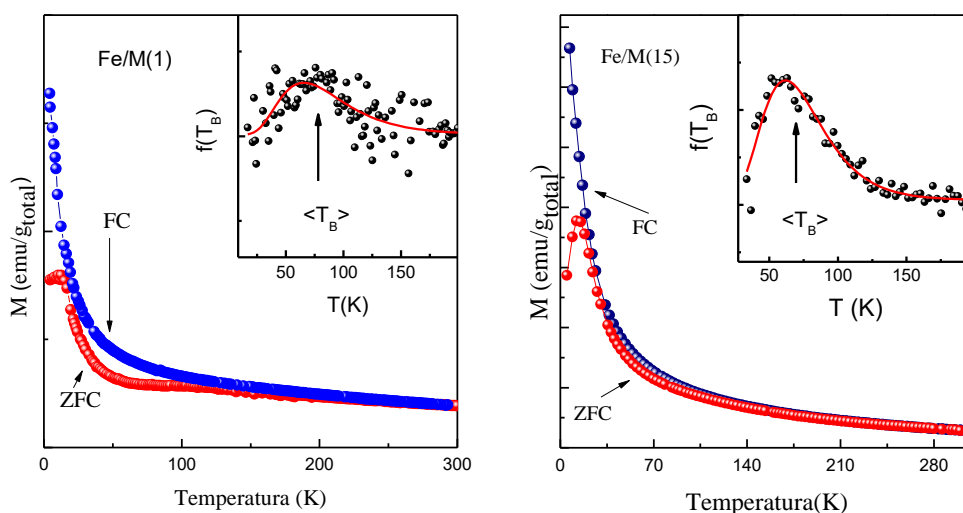 Fe/M(1)
f(T_B)
50 100 150
T(K)
<T_B>
FC
ZFC
M (emu/g_total)
0 100 200 300
Temperatura (K)
Fe/M(15)
f(T_B)
50 100 150
T (K)
<T_B>
FC
ZFC
M (emu/g_total)
0 70 140 210 280
Temperatura(K)